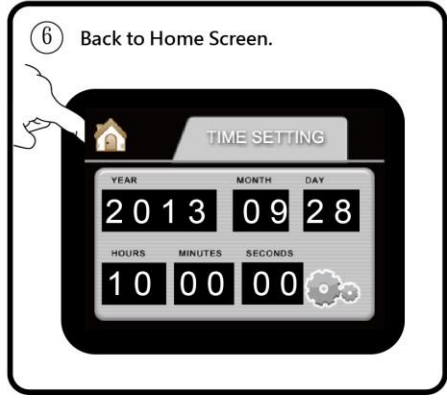 6 Back to Home Screen.
TIME SETTING
YEAR MONTH DAY
2013 09 28
HOURS MINUTES SECONDS
10 00 00